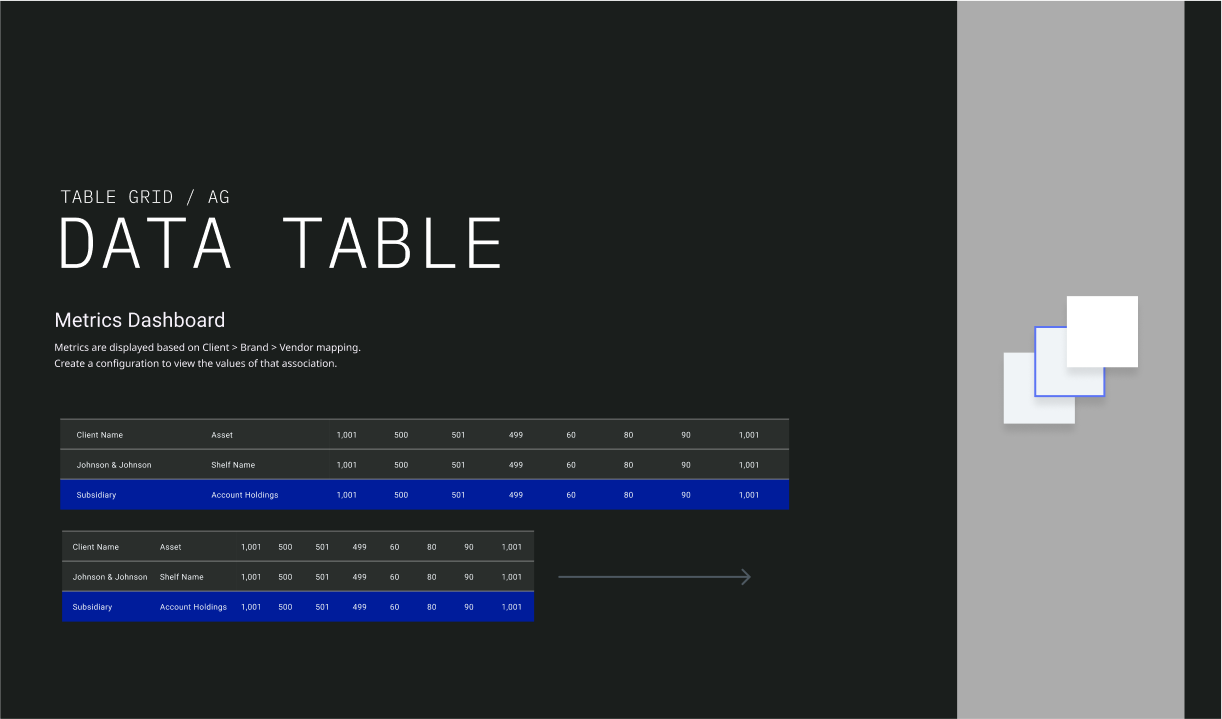 TABLE GRID / AG
DATA TABLE
Metrics Dashboard
Metrics are displayed based on Client > Brand > Vendor mapping.
Create a configuration to view the values of that association.
Client Name Asset 1,001 500 501 499 60 80 90 1,001
Johnson & Johnson Shelf Name 1,001 500 501 499 60 80 90 1,001
Subsidiary Account Holdings 1,001 500 501 499 60 80 90 1,001
Client Name Asset 1,001 500 501 499 60 80 90 1,001
Johnson & Johnson Shelf Name 1,001 500 501 499 60 80 90 1,001
Subsidiary Account Holdings 1,001 500 501 499 60 80 90 1,001